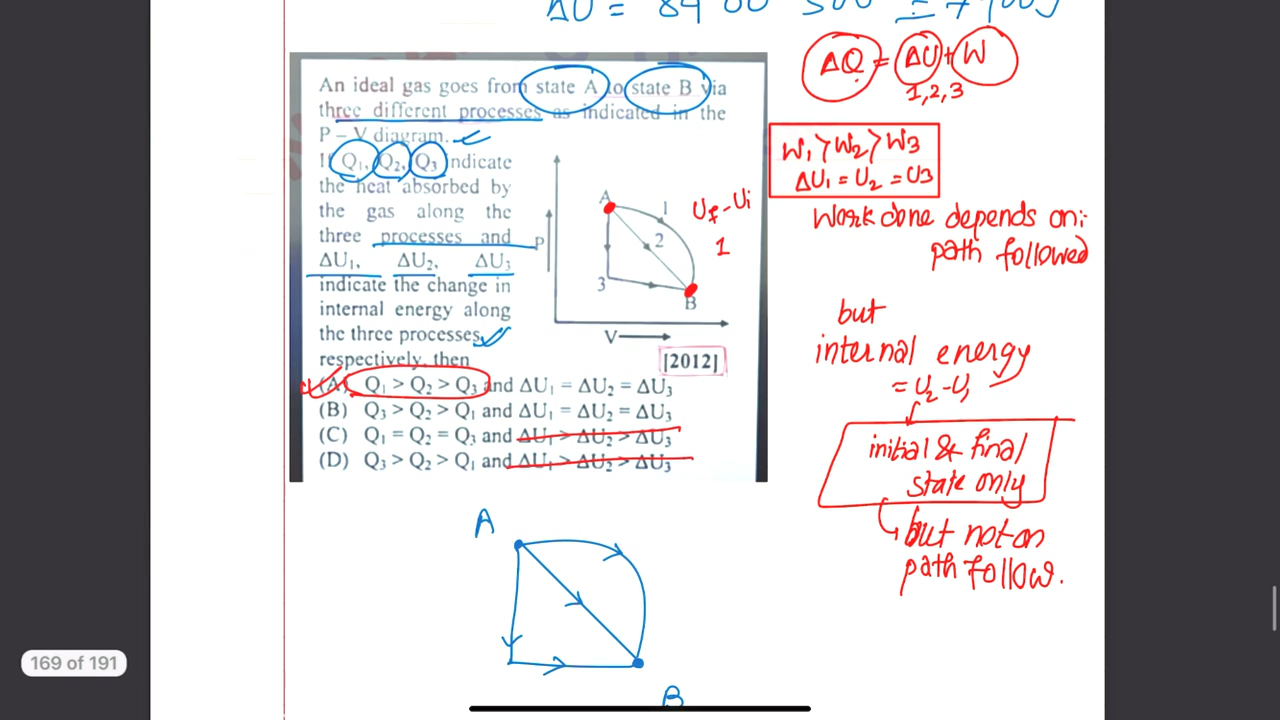 ΔU = 8400 - 500 = 7900J
ΔQ = ΔU + W
1,2,3
An ideal gas goes from state A to state B via
three different processes as indicated in the
P – V diagram.
If Q₁, Q₂, Q₃ indicate
the heat absorbed by
the gas along the
three processes and
ΔU₁, ΔU₂, ΔU₃
indicate the change in
internal energy along
the three processes
respectively, then
[2012]
A
1
2
3
B
P
V
Uf - Ui
1
(A) Q₁ > Q₂ > Q₃ and ΔU₁ = ΔU₂ = ΔU₃
(B) Q₃ > Q₂ > Q₁ and ΔU₁ = ΔU₂ = ΔU₃
(C) Q₁ = Q₂ = Q₃ and ΔU₁ > ΔU₂ > ΔU₃
(D) Q₃ > Q₂ > Q₁ and ΔU₁ > ΔU₂ > ΔU₃
W₁ > W₂ > W₃
ΔU₁ = U₂ = U₃
Work done depends on:
path followed
but
internal energy
= U₂ - U₁
initial & final
state only
but not on
path follow.
A
B
169 of 191